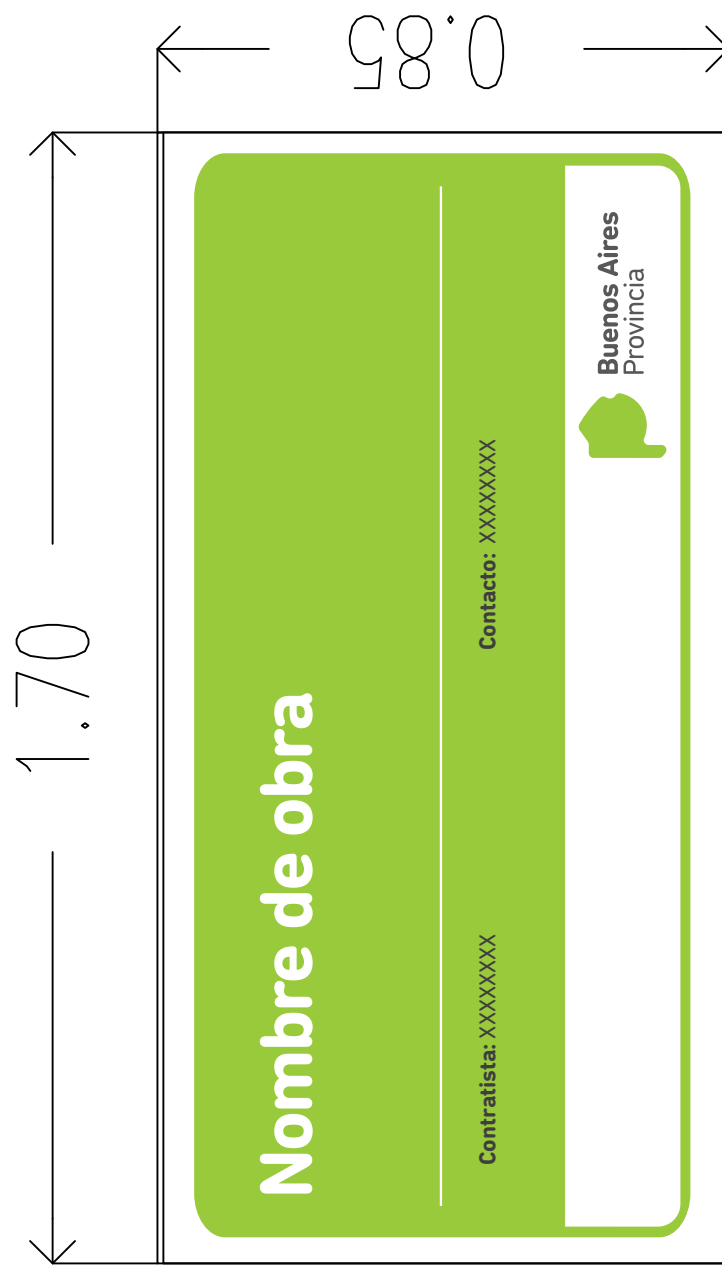 0.85
1.70
Nombre de obra
Contratista: XXXXXXXX
Contacto: XXXXXXXX
Buenos Aires
Provincia